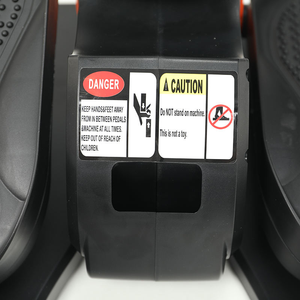 DANGER
KEEP HANDS&FEET AWAY
FROM IN BETWEEN PEDALS
&MACHINE AT ALL TIMES.
KEEP OUT OF REACH OF
CHILDREN.
CAUTION
Do NOT stand on machine.
This is not a toy.